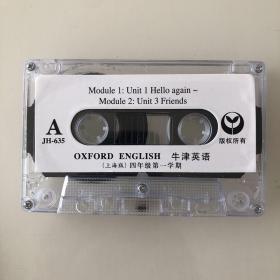 Module 1: Unit 1 Hello again ~
Module 2: Unit 3 Friends
A
JH-635
版权所有
OXFORD ENGLISH 牛津英语
(上海版) 四年级第一学期